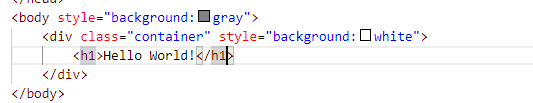 </head>
<body style="background:gray">
<div class="container" style="background:white">
<h1>Hello World!</h1>
</div>
</body>